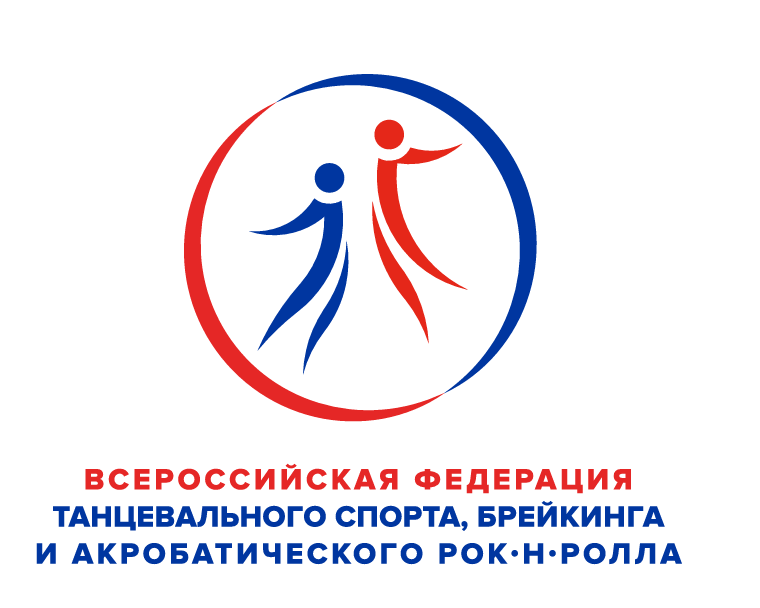 ВСЕРОССИЙСКАЯ ФЕДЕРАЦИЯ
ТАНЦЕВАЛЬНОГО СПОРТА, БРЕЙКИНГА
И АКРОБАТИЧЕСКОГО РОК·Н·РОЛЛА